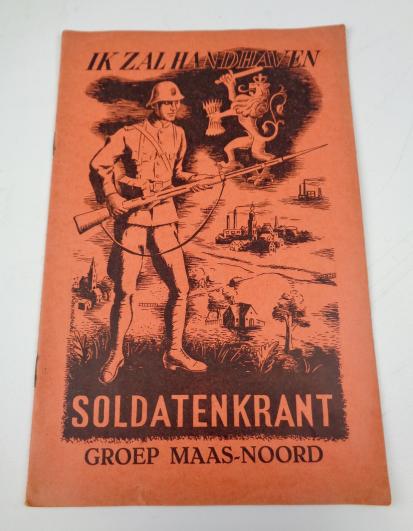 IK ZAL HANDHAVEN
SOLDATENKRANT
GROEP MAAS-NOORD